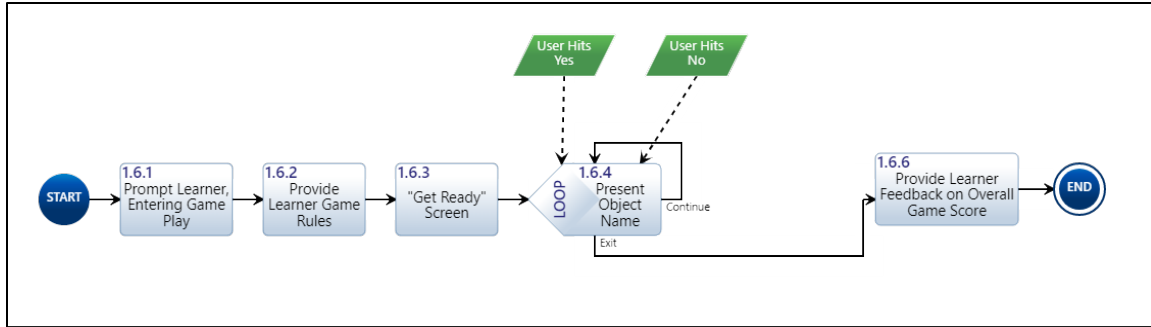 User Hits
Yes
User Hits
No
START
1.6.1
Prompt Learner,
Entering Game
Play
1.6.2
Provide
Learner Game
Rules
1.6.3
"Get Ready"
Screen
LOOP
1.6.4
Present
Object
Name
Continue
Exit
1.6.6
Provide Learner
Feedback on Overall
Game Score
END